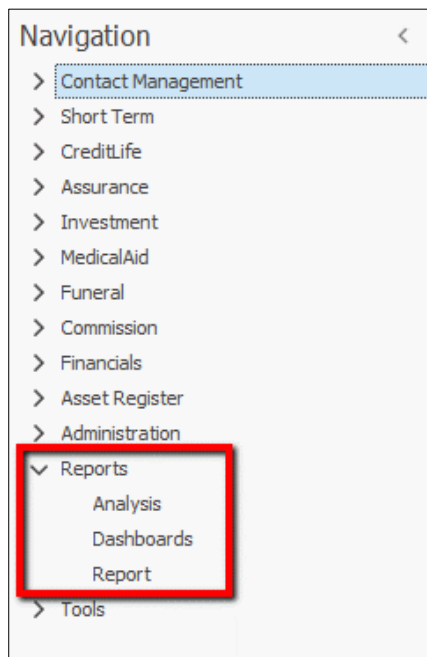 Navigation
Contact Management
Short Term
CreditLife
Assurance
Investment
MedicalAid
Funeral
Commission
Financials
Asset Register
Administration
Reports
Analysis
Dashboards
Report
Tools